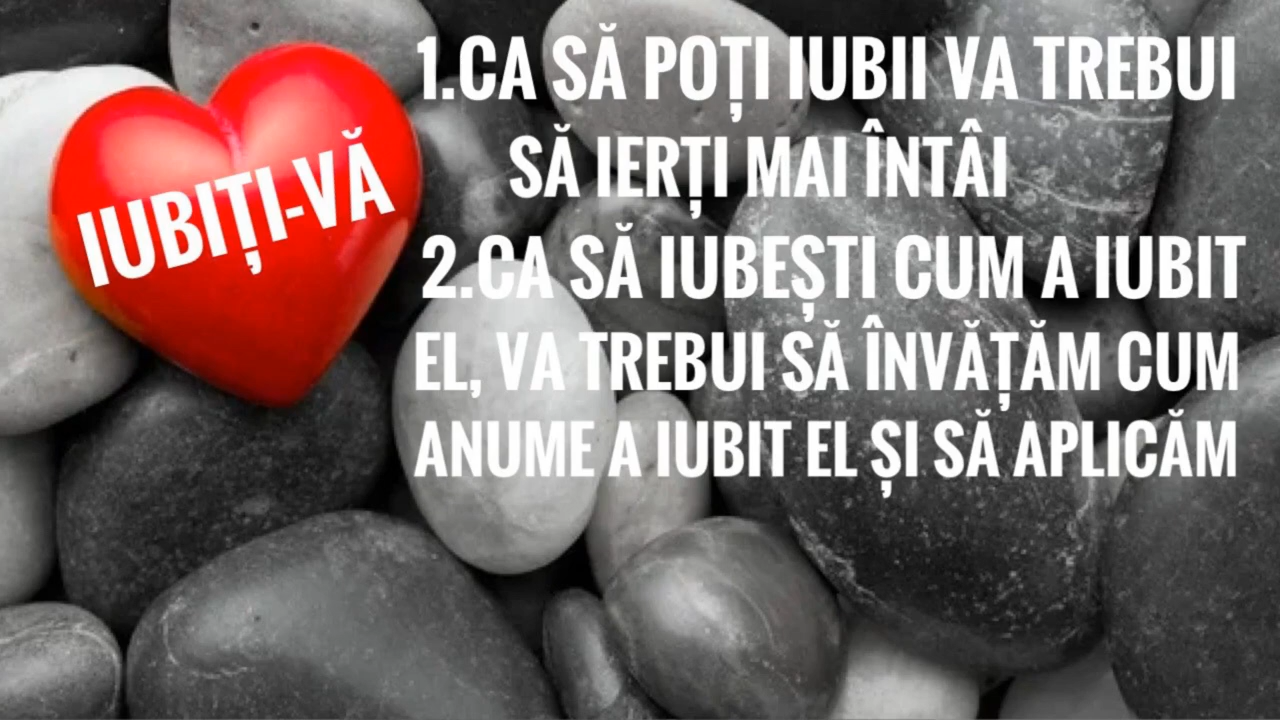 IUBIȚI-VĂ
1.CA SĂ POȚI IUBII VA TREBUI
SĂ IERȚI MAI ÎNTÂI
2.CA SĂ IUBEȘTI CUM A IUBIT
EL, VA TREBUI SĂ ÎNVĂȚĂM CUM
ANUME A IUBIT EL ȘI SĂ APLICĂM